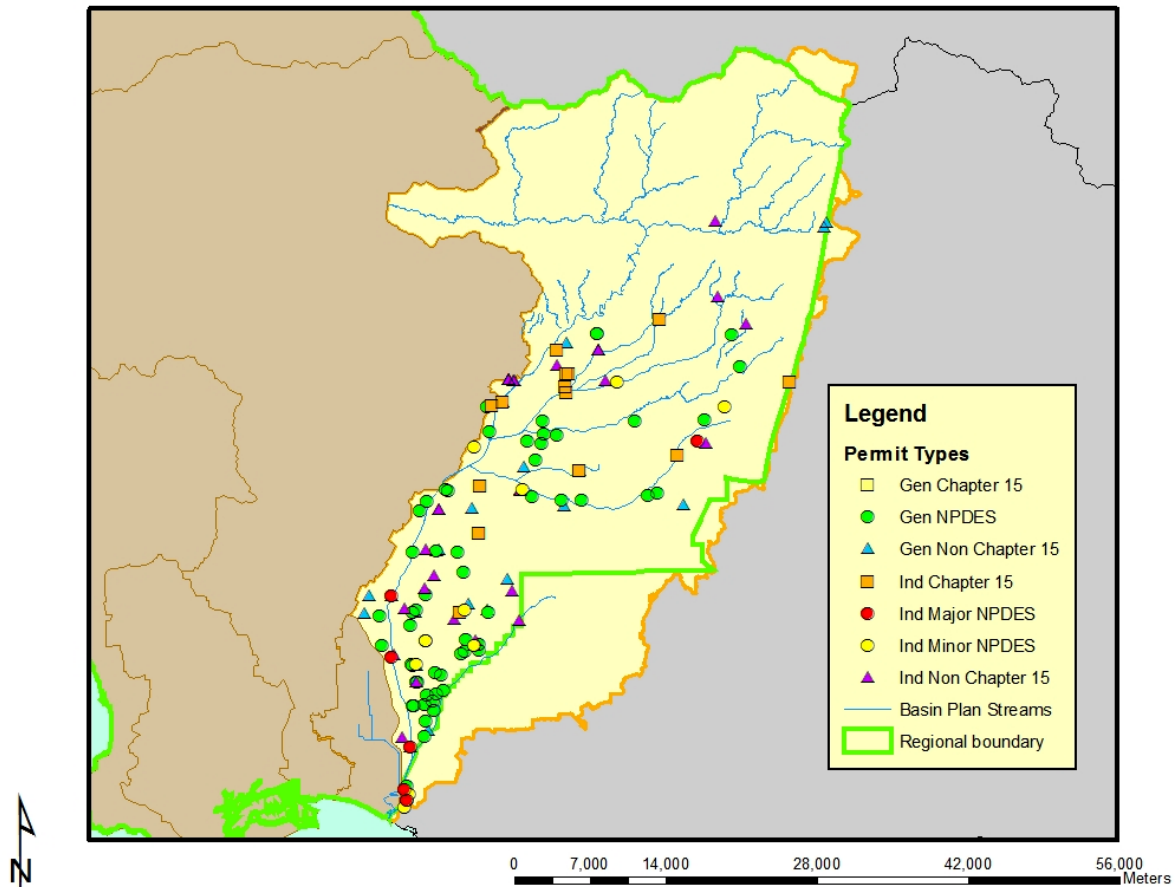 Legend
Permit Types
Gen Chapter 15
Gen NPDES
Gen Non Chapter 15
Ind Chapter 15
Ind Major NPDES
Ind Minor NPDES
Ind Non Chapter 15
Basin Plan Streams
Regional boundary
N
0 7,000 14,000 28,000 42,000 56,000
Meters